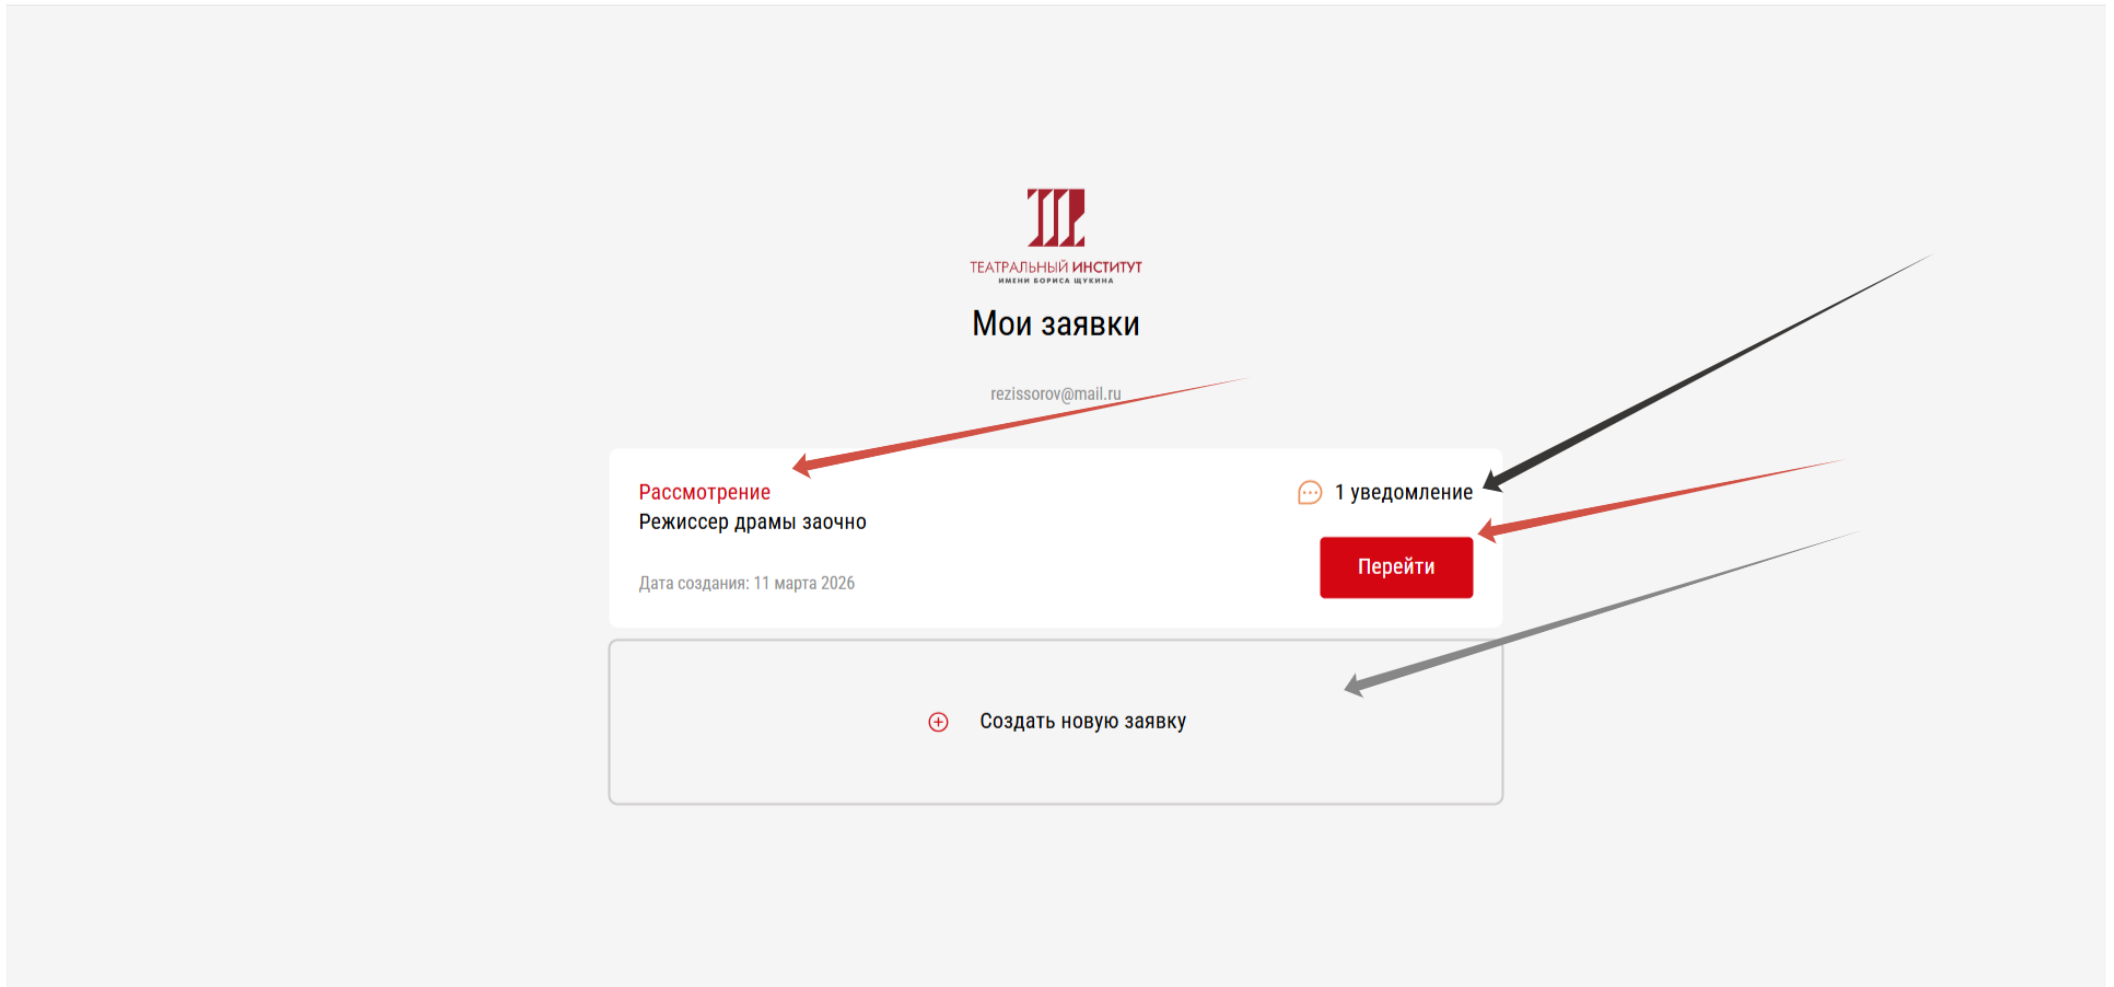 ТЕАТРАЛЬНЫЙ ИНСТИТУТ
ИМЕНИ БОРИСА ЩУКИНА
Мои заявки
rezissorov@mail.ru
Рассмотрение
Режиссер драмы заочно
Дата создания: 11 марта 2026
1 уведомление
Перейти
Создать новую заявку